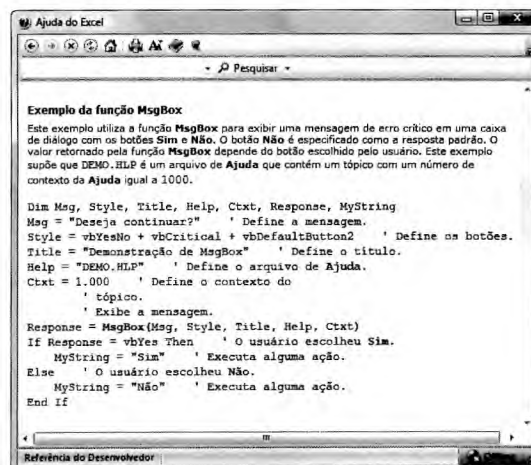 Ajuda do Excel
Pesquisar
Exemplo da função MsgBox
Este exemplo utiliza a função MsgBox para exibir uma mensagem de erro crítico em uma caixa
de diálogo com os botões Sim e Não. O botão Não é especificado como a resposta padrão. O
valor retornado pela função MsgBox depende do botão escolhido pelo usuário. Este exemplo
supõe que DEMO.HLP é um arquivo de Ajuda que contém um tópico com um número de
contexto da Ajuda igual a 1000.
Dim Msg, Style, Title, Help, Ctxt, Response, MyString
Msg = "Deseja continuar?" ' Define a mensagem.
Style = vbYesNo + vbCritical + vbDefaultButton2 ' Define os botões.
Title = "Demonstração de MsgBox" ' Define o título.
Help = "DEMO.HLP" ' Define o arquivo de Ajuda.
Ctxt = 1.000 ' Define o contexto do
' tópico.
' Exibe a mensagem.
Response = MsgBox(Msg, Style, Title, Help, Ctxt)
If Response = vbYes Then ' O usuário escolheu Sim.
MyString = "Sim" ' Executa alguma ação.
Else ' O usuário escolheu Não.
MyString = "Não" ' Executa alguma ação.
End If
Referência do Desenvolvedor